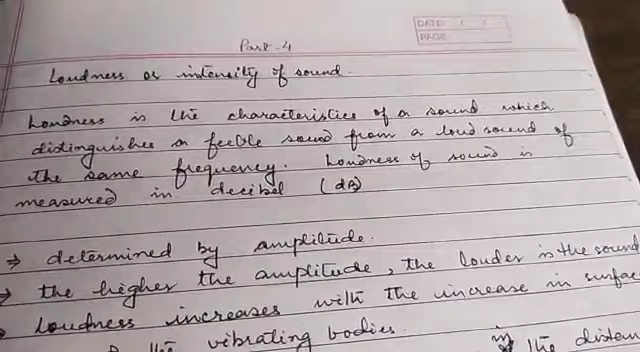 DATE / /
PAGE
Part-4
Loudness or intensity of sound.
Loudness is the characteristics of a sound which
distinguishes a feeble sound from a loud sound of
the same frequency. Loudness of sound is
measured in decibel (dB)
⇒ determined by amplitude.
→ the higher the amplitude, the louder is the sound
→ Loudness increases with the increase in surface
the vibrating bodies.
the distan